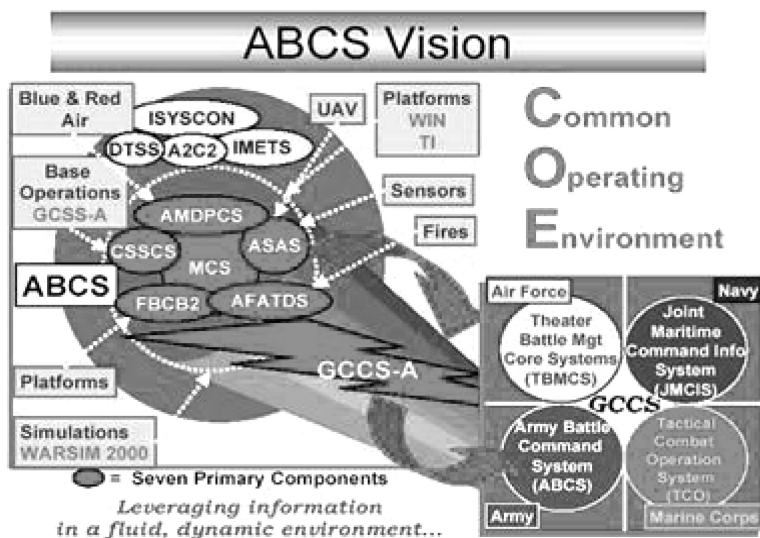 ABCS Vision
Blue & Red
Air
ISYSCON
DTSS
A2C2
IMETS
UAV
Platforms
WIN
TI
Common
Operating
Environment
Base
Operations
GCSS-A
AMDPCS
Sensors
CSSCS
ASAS
MCS
Fires
ABCS
FBCB2
AFATDS
GCCS-A
Platforms
Simulations
WARSIM 2000
= Seven Primary Components
Leveraging information
in a fluid, dynamic environment...
Air Force
Theater
Battle Mgt
Core Systems
(TBMCS)
Navy
Joint
Maritime
Command Info
System
(JMCIS)
GCCS
Army Battle
Command
System
(ABCS)
Army
Tactical
Combat
Operation
System
(TCO)
Marine Corps